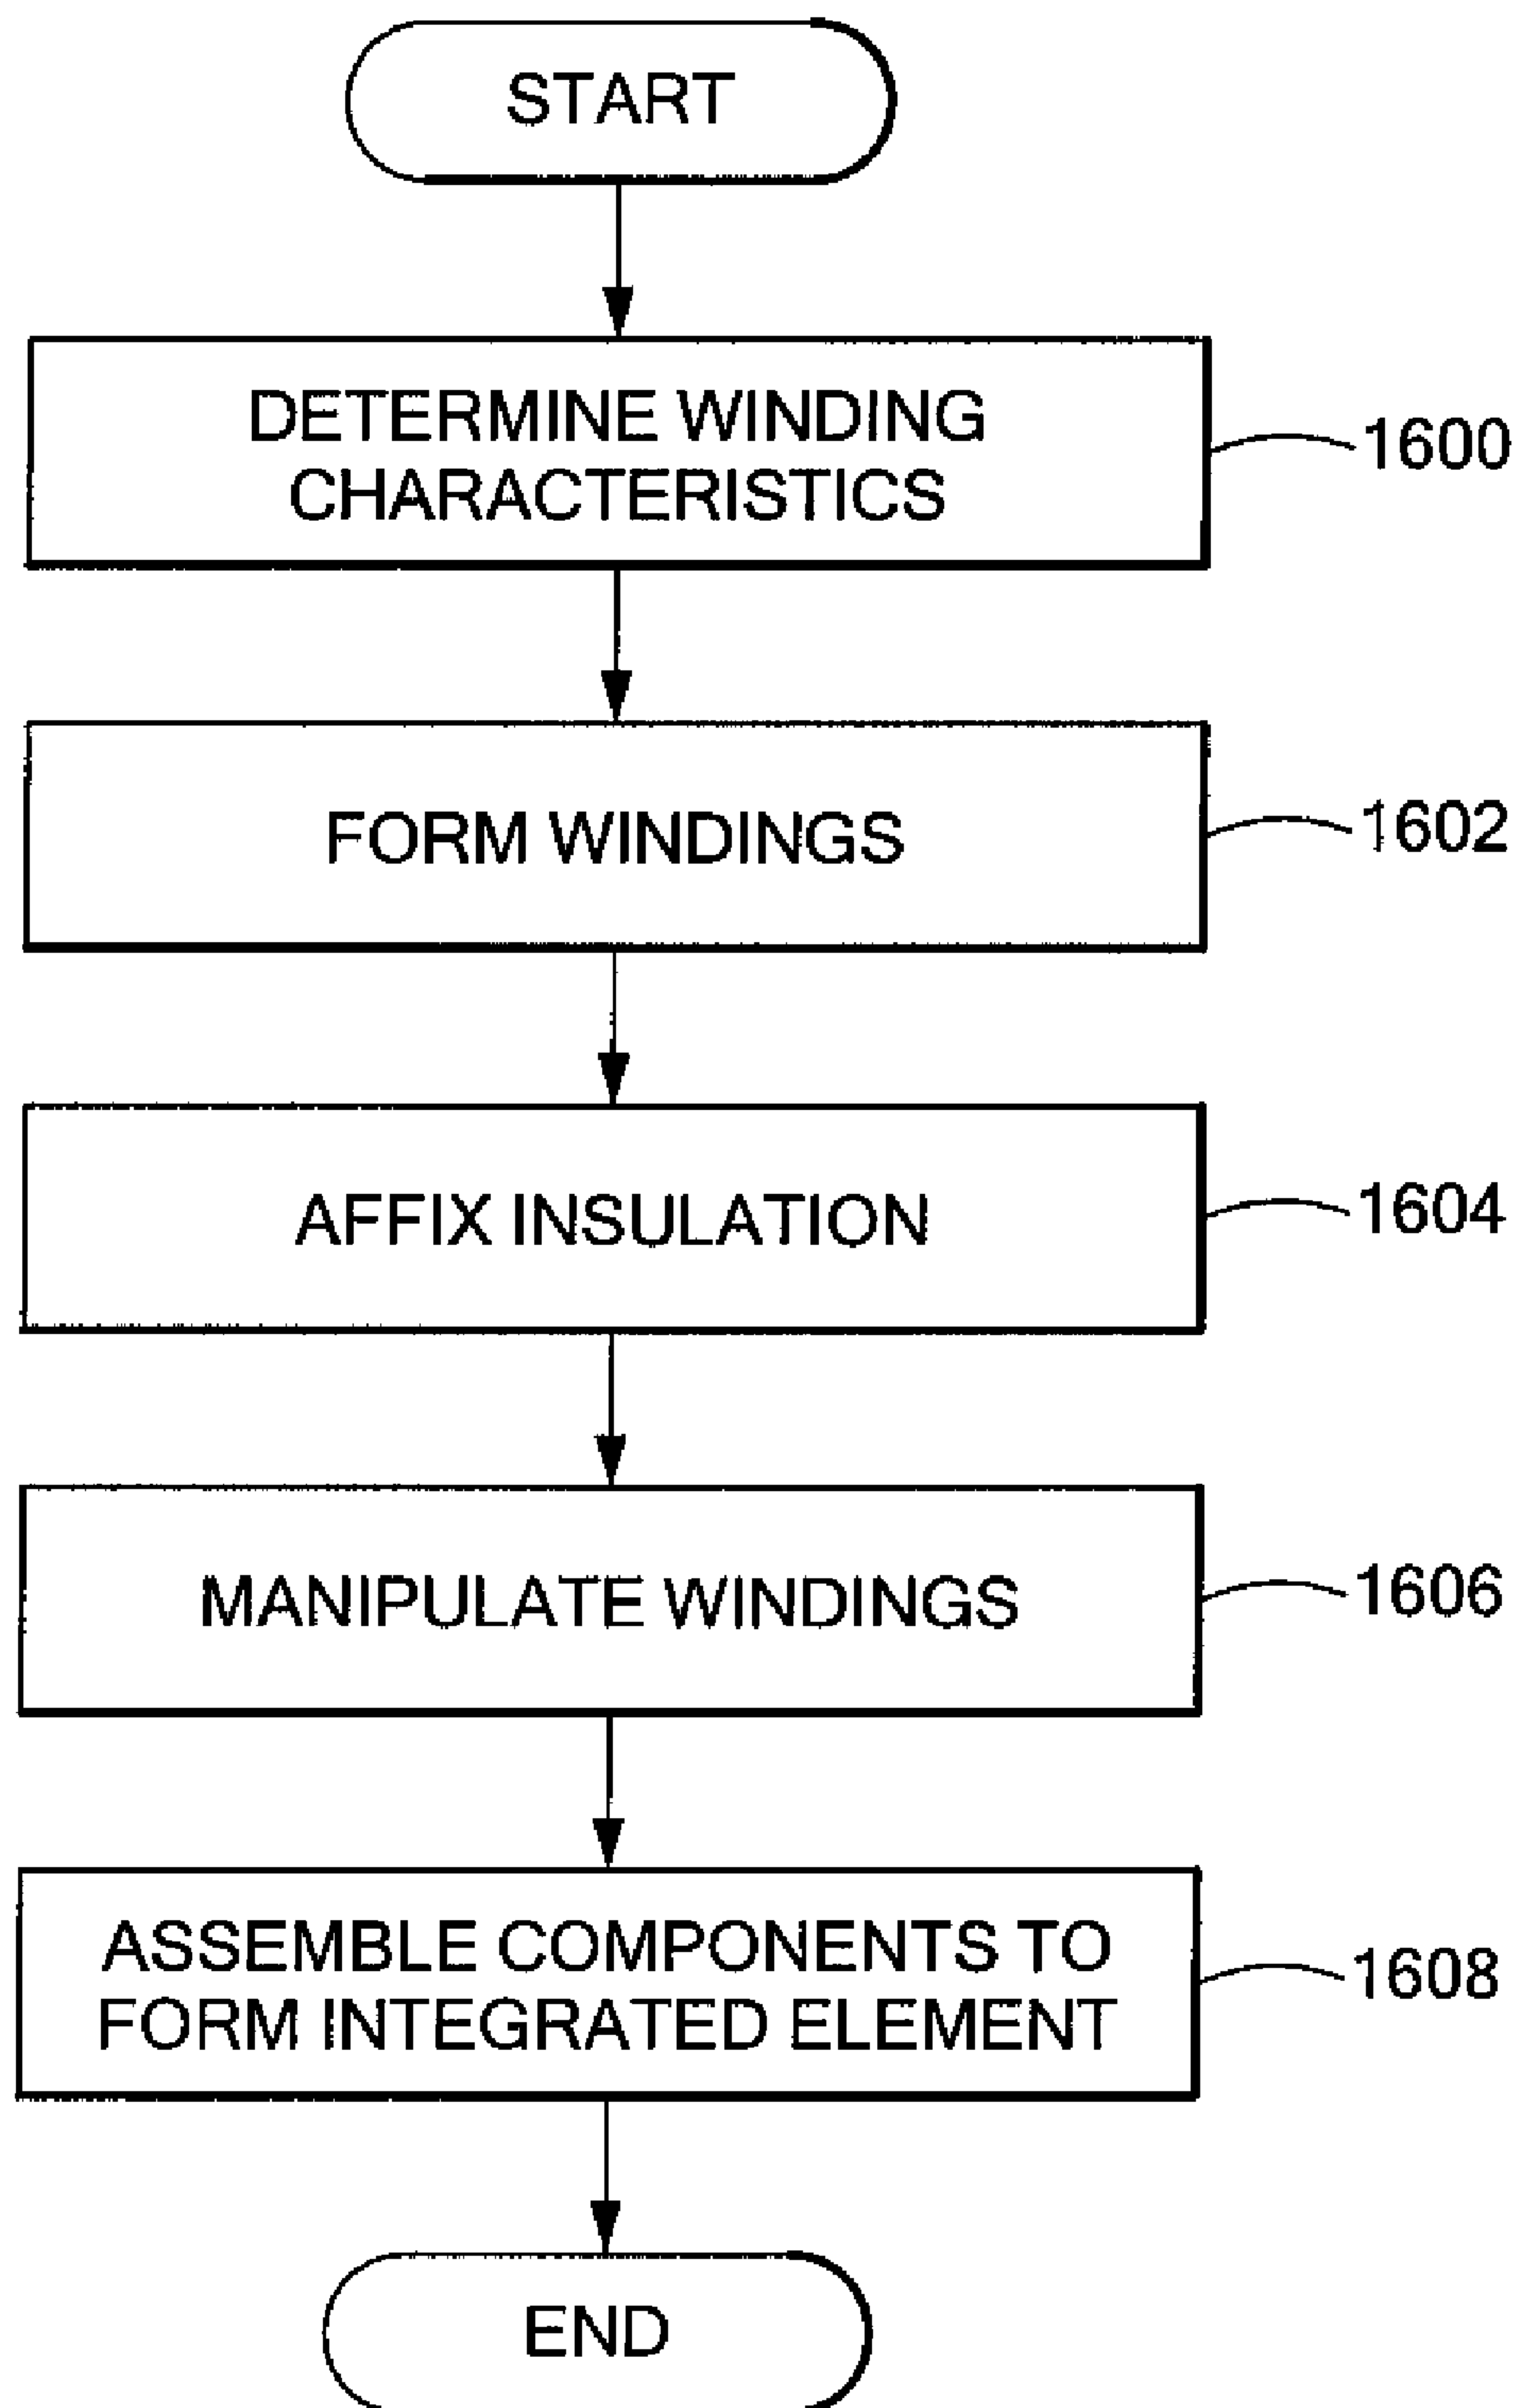 START
DETERMINE WINDING
CHARACTERISTICS
1600
FORM WINDINGS
1602
AFFIX INSULATION
1604
MANIPULATE WINDINGS
1606
ASSEMBLE COMPONENTS TO
FORM INTEGRATED ELEMENT
1608
END